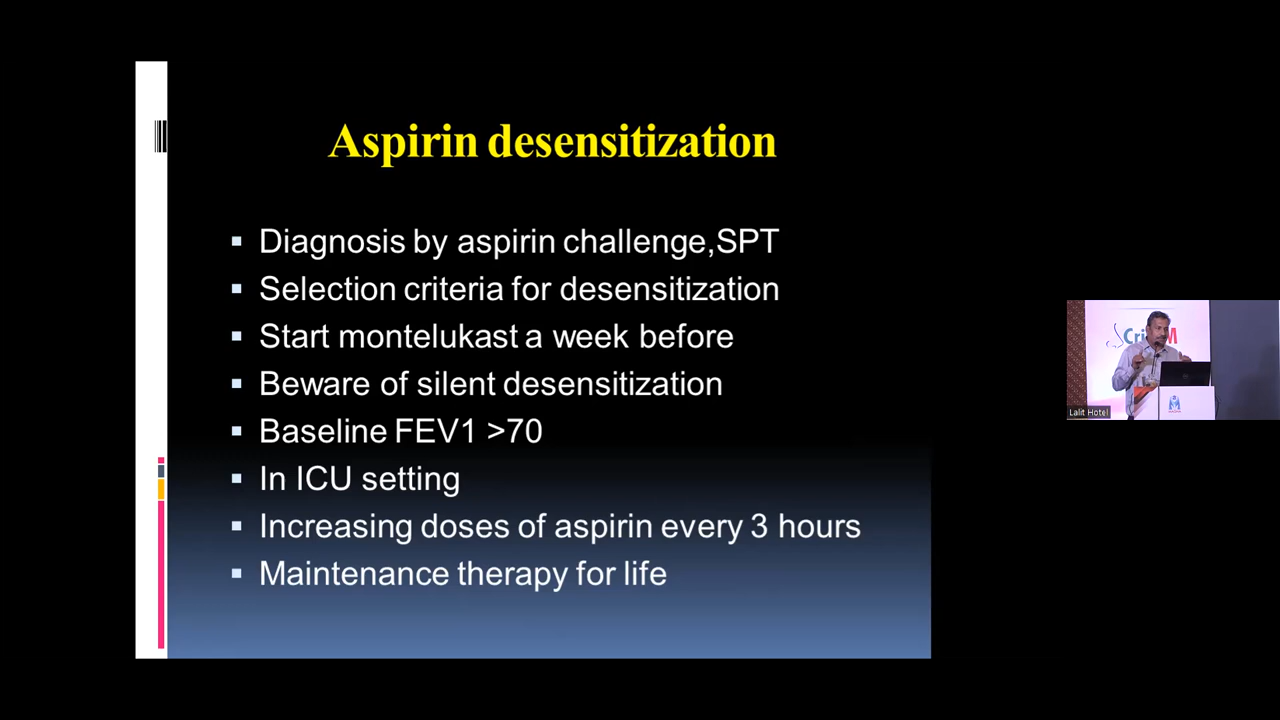 Aspirin desensitization
▪ Diagnosis by aspirin challenge,SPT
▪ Selection criteria for desensitization
▪ Start montelukast a week before
▪ Beware of silent desensitization
▪ Baseline FEV1 >70
▪ In ICU setting
▪ Increasing doses of aspirin every 3 hours
▪ Maintenance therapy for life
Lalit Hotel